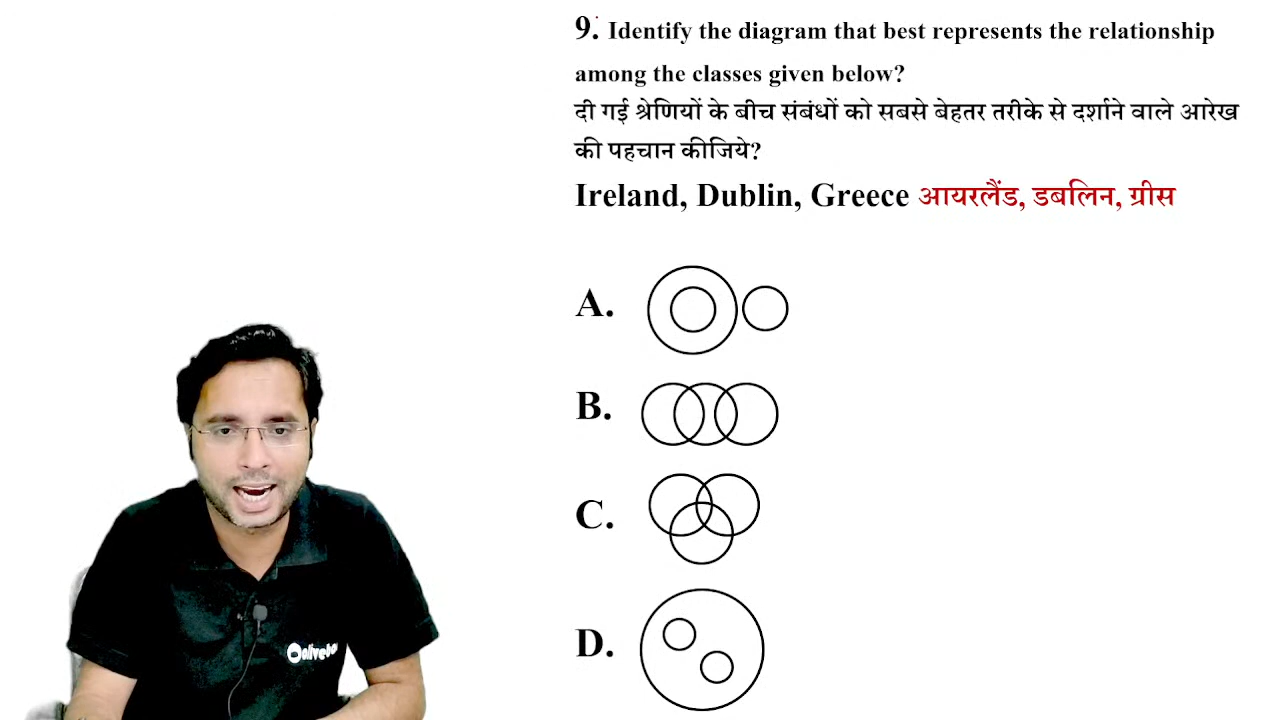 9. Identify the diagram that best represents the relationship
among the classes given below?
दी गई श्रेणियों के बीच संबंधों को सबसे बेहतर तरीके से दर्शाने वाले आरेख
की पहचान कीजिये?
Ireland, Dublin, Greece आयरलैंड, डबलिन, ग्रीस
A.
B.
C.
D.